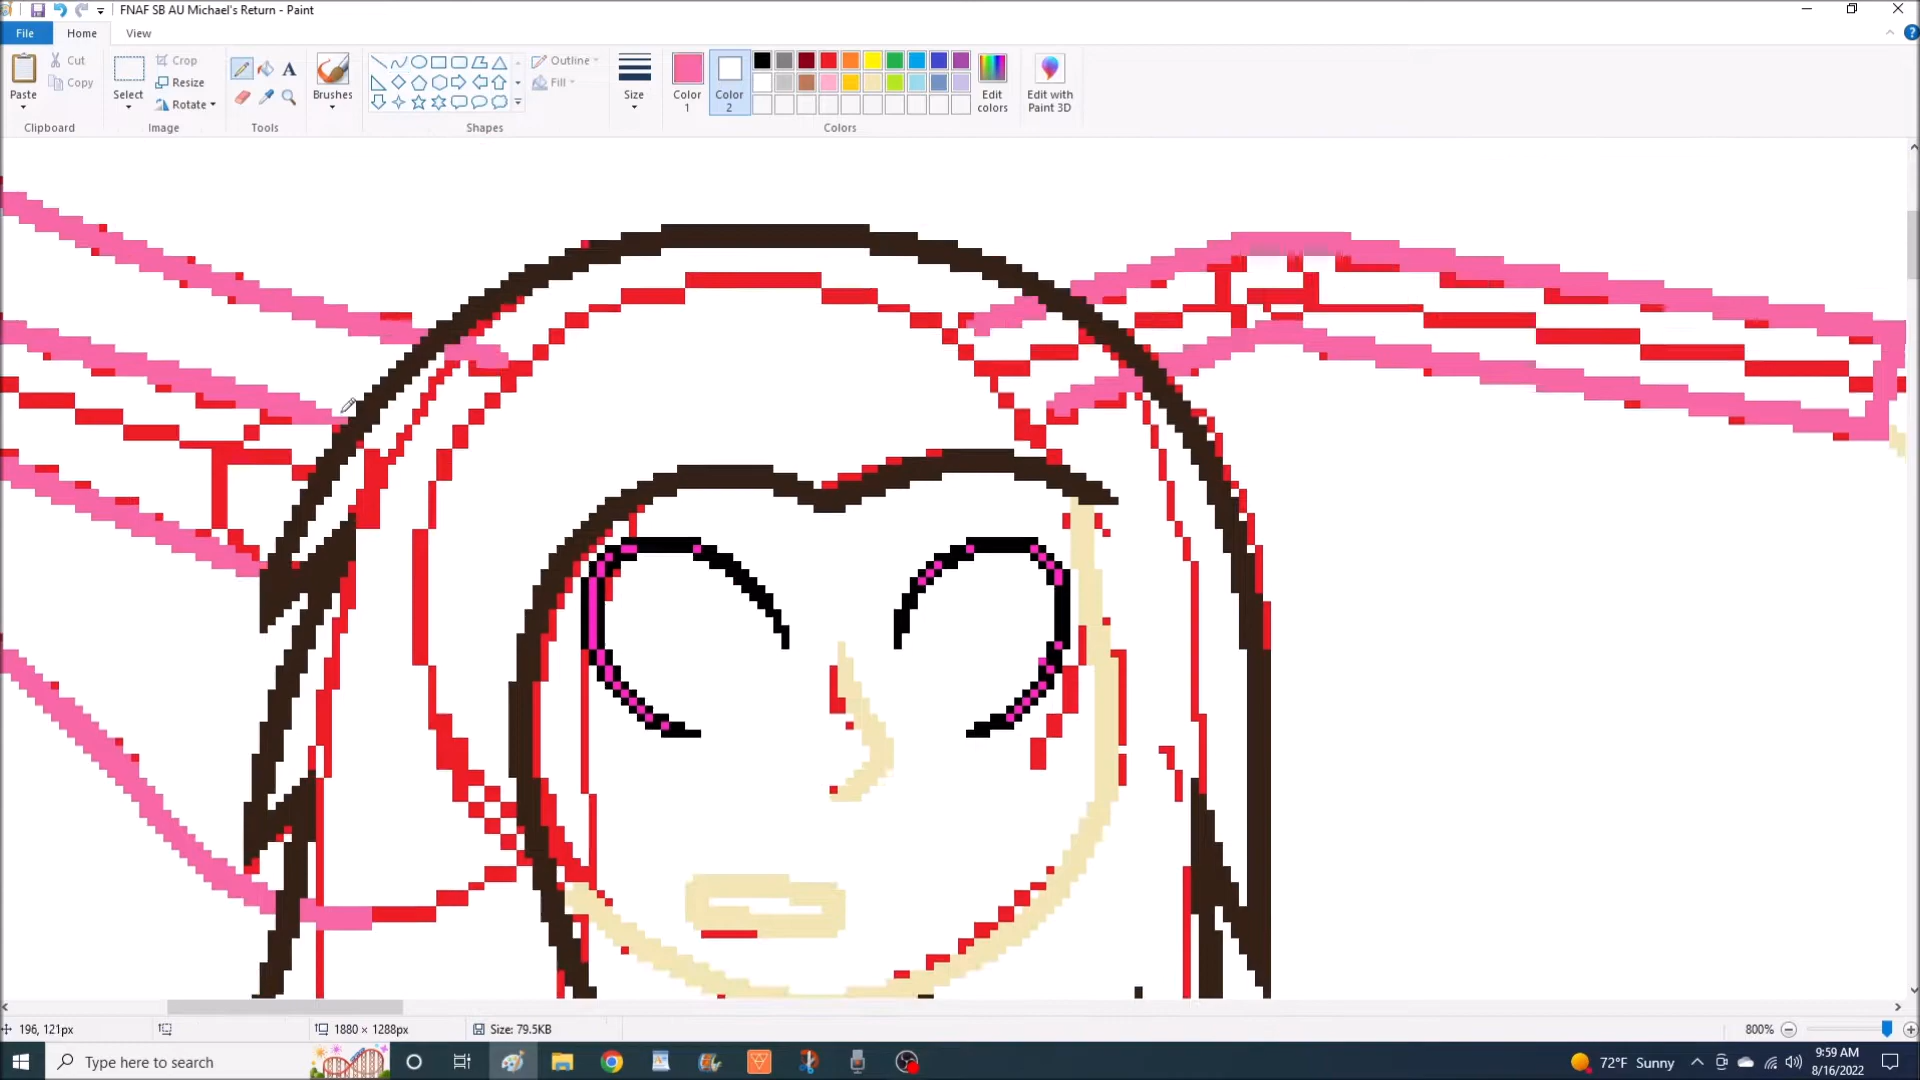 FNAF SB AU Michael's Return - Paint
File Home View
Paste
Cut
Copy
Clipboard
Select
Crop
Resize
Rotate
Image
Tools
Brushes
Outline
Fill
Shapes
Size
Color 1
Color 2
Edit colors
Edit with Paint 3D
Colors
196, 121px
1880 × 1288px
Size: 79.5KB
800%
Type here to search
72°F Sunny
9:59 AM
8/16/2022